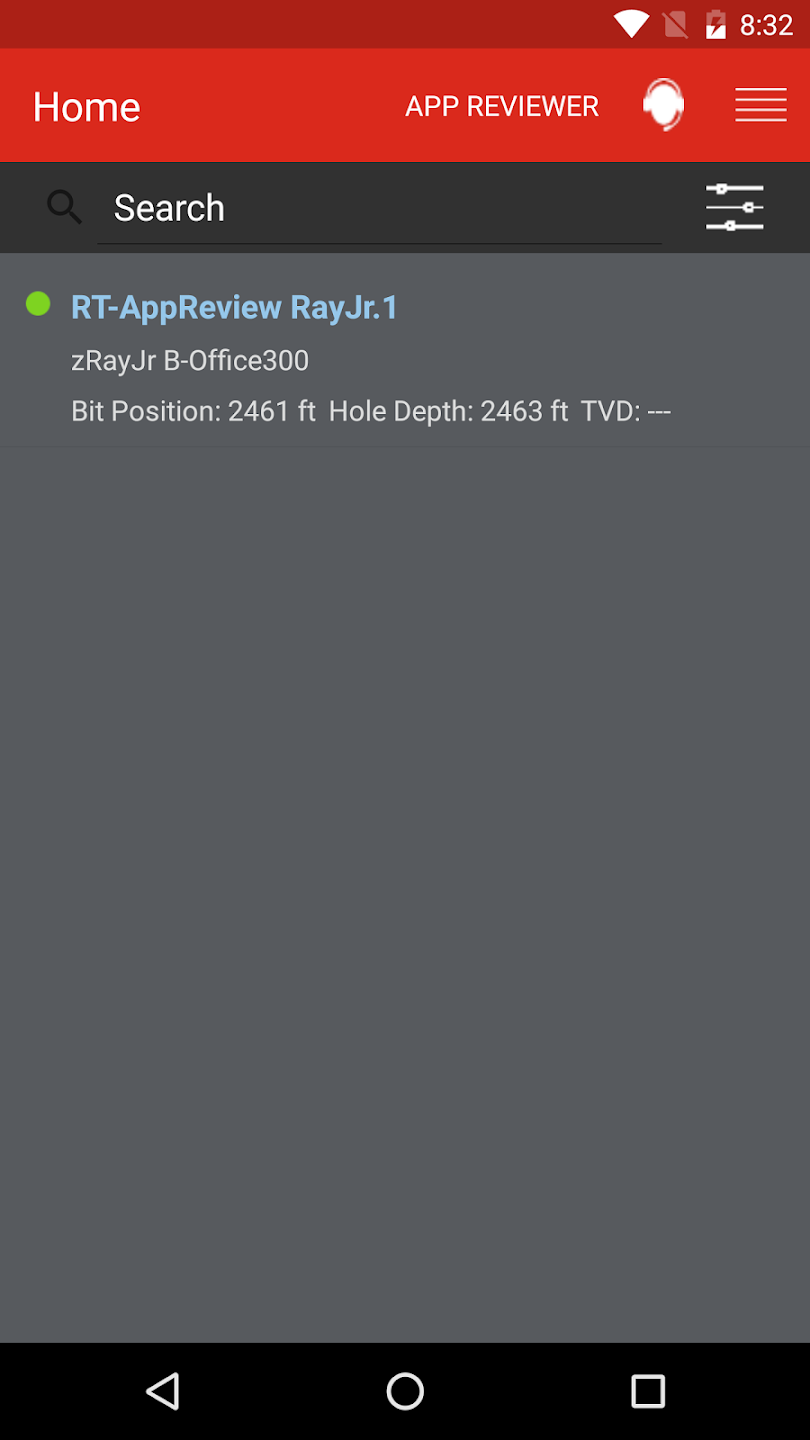 8:32
Home APP REVIEWER
Search
RT-AppReview RayJr.1
zRayJr B-Office300
Bit Position: 2461 ft Hole Depth: 2463 ft TVD: ---